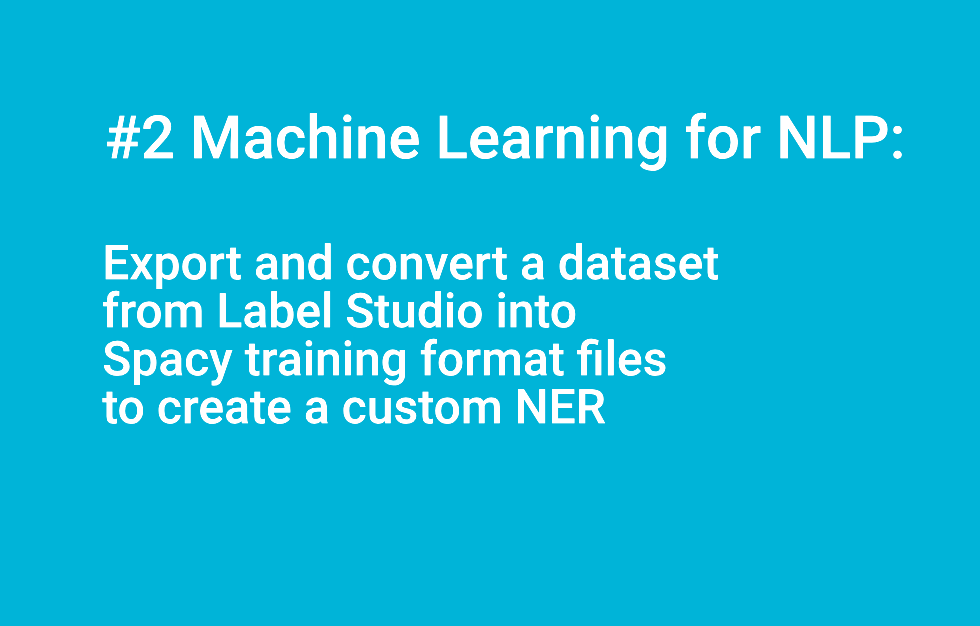 #2 Machine Learning for NLP:
Export and convert a dataset
from Label Studio into
Spacy training format files
to create a custom NER